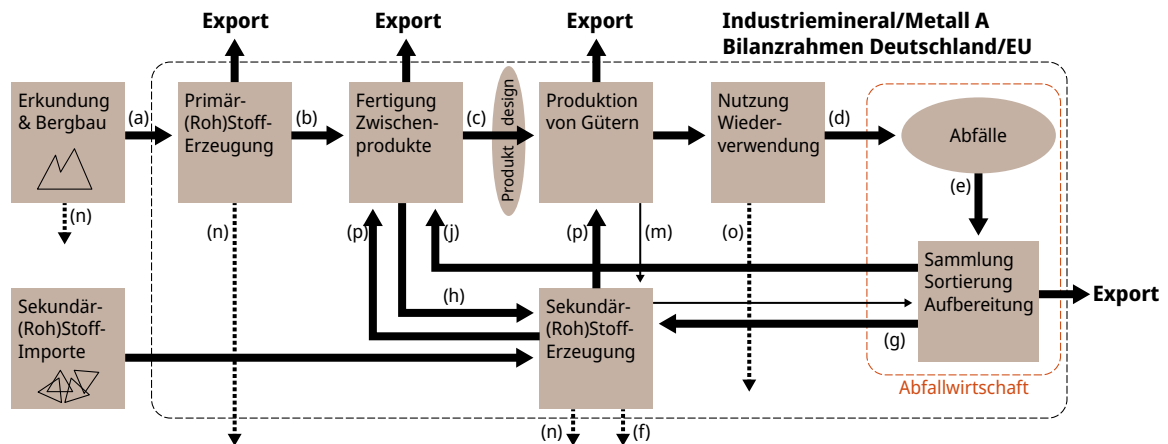 Export
Export
Export
Industriemineral/Metall A
Bilanzrahmen Deutschland/EU
Erkundung
& Bergbau
(a)
Primär-
(Roh)Stoff-
Erzeugung
(b)
Fertigung
Zwischen-
produkte
(c)
Produkt design
Produktion
von Gütern
Nutzung
Wieder-
verwendung
(d)
Abfälle
(e)
(n)
(n)
(p)
(j)
(p)
(m)
(o)
Sammlung
Sortierung
Aufbereitung
Export
(h)
(g)
Sekundär-
(Roh)Stoff-
Importe
Sekundär-
(Roh)Stoff-
Erzeugung
Abfallwirtschaft
(n)
(f)